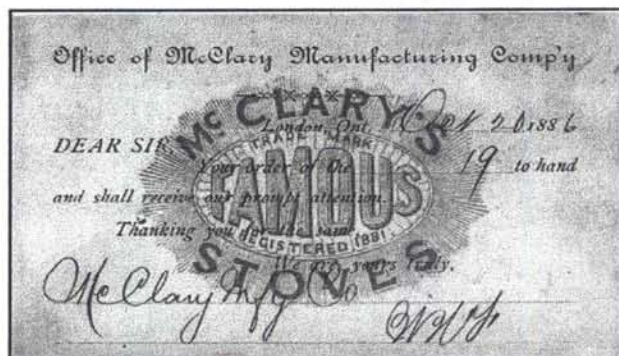 Office of McClary Manufacturing Comp'y
McCLARY'S
London, Ont. 20 1886
DEAR SIR,
TRADE MARK
Your order of the 19 to hand
FAMOUS
and shall receive our prompt attention.
Thanking you for the same
REGISTERED 1881.
We are, yours truly,
STOVES
McClary Mfg Co